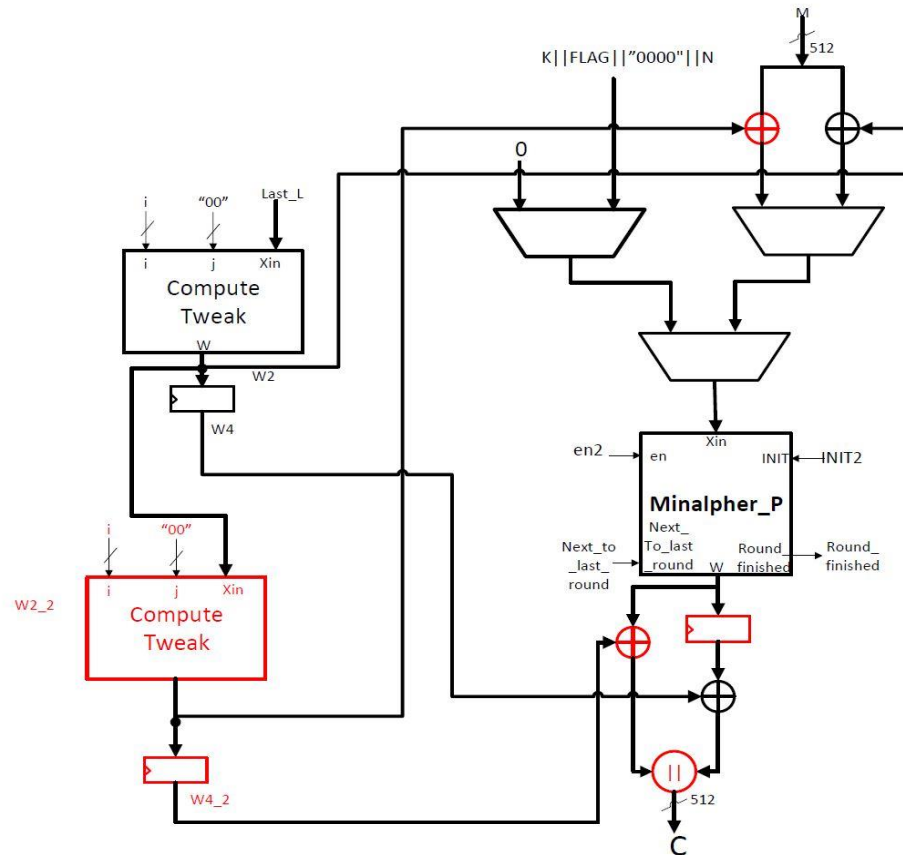 M
512
K||FLAG||”0000"||N
0
i
“00”
Last_L
i
j
Xin
Compute
Tweak
W
W2
W4
Xin
en2
en
INIT
INIT2
Minalpher_P
Next_
To_last
_round
Next_to
_last_
round
Round_
finished
Round_
finished
W
i
“00”
W2_2
i
j
Xin
Compute
Tweak
W4_2
||
512
C